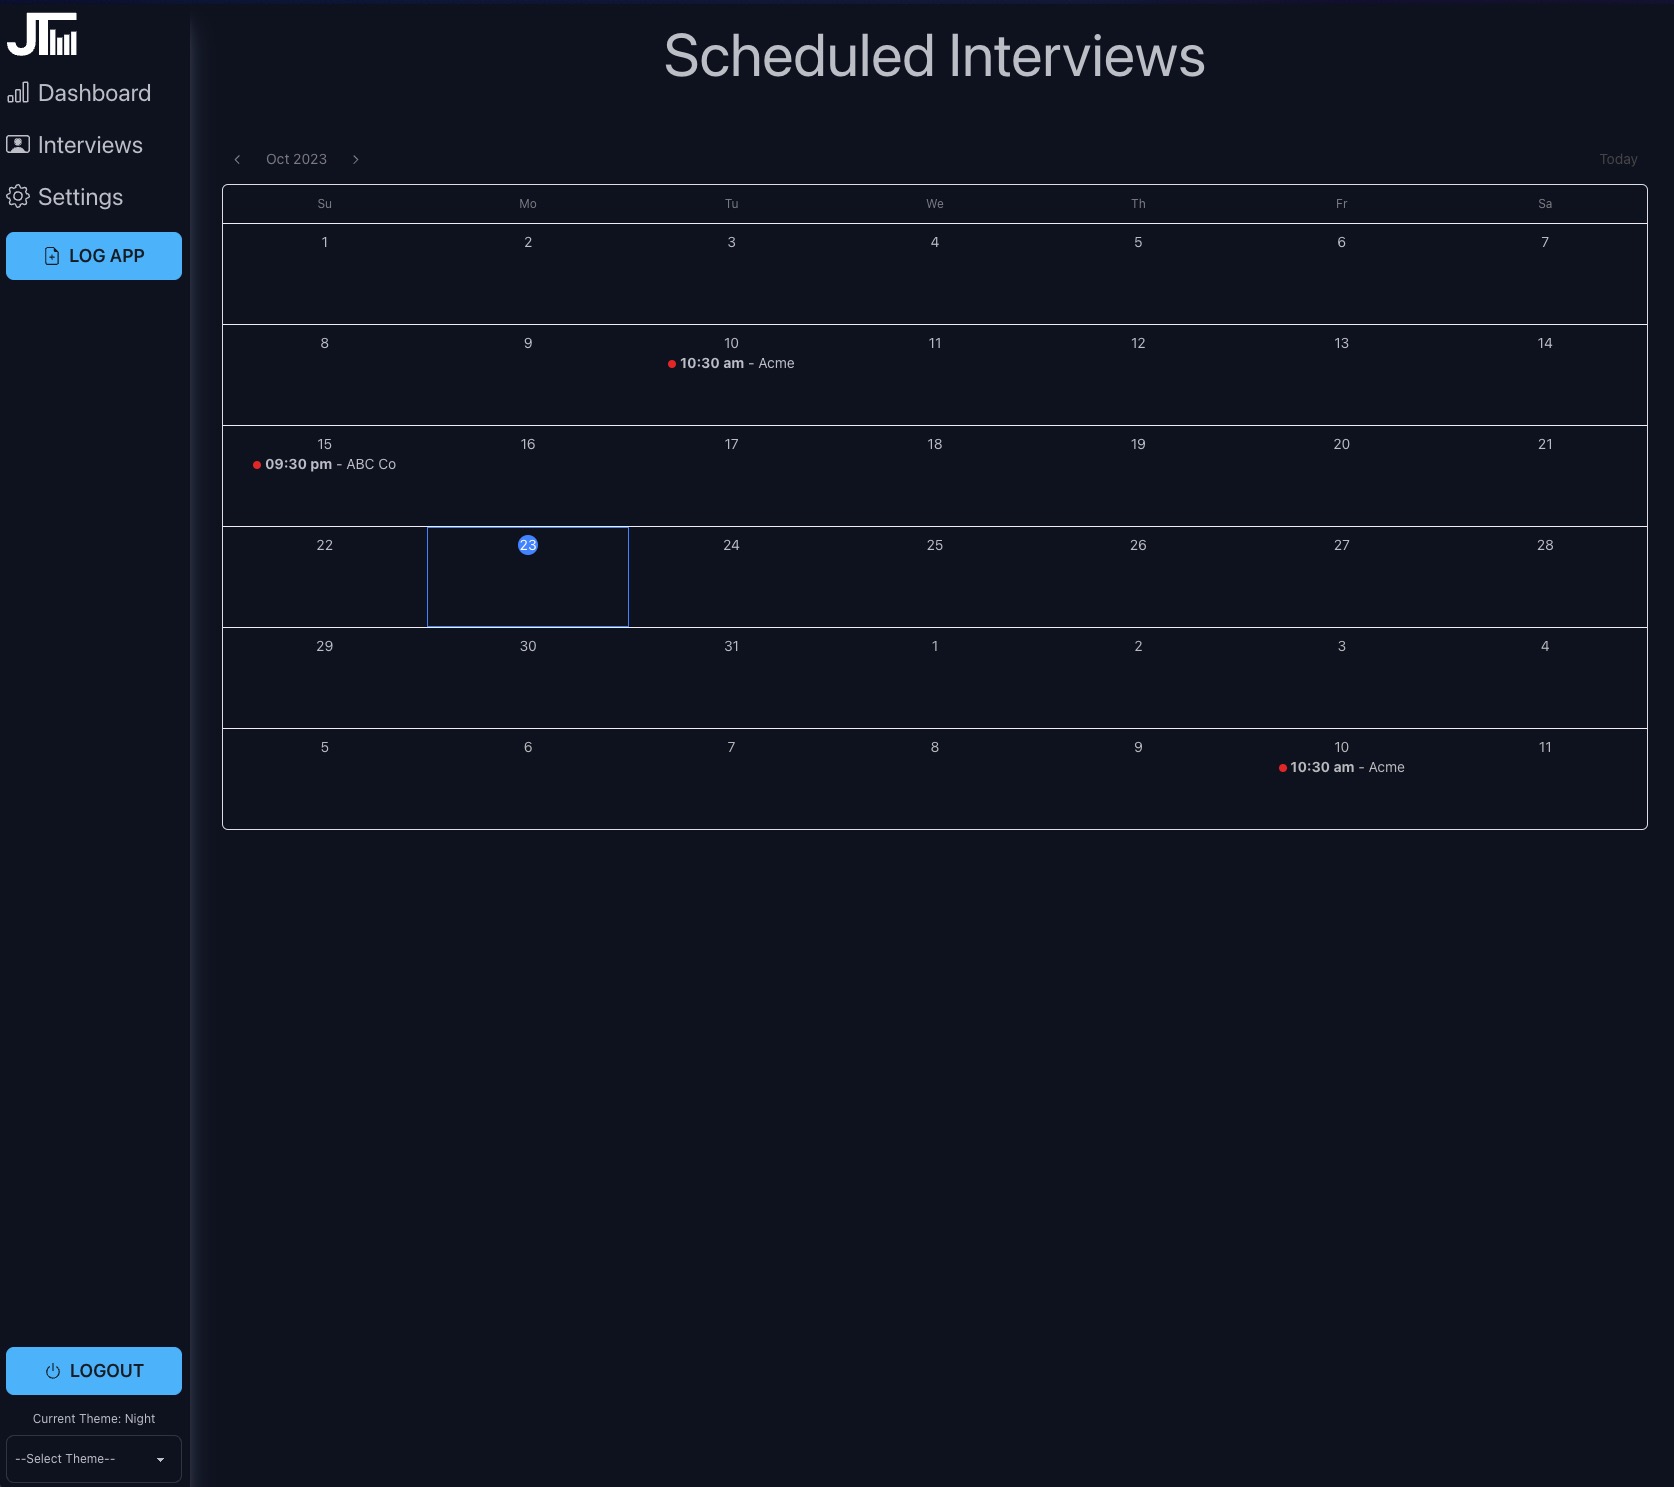 JT
Dashboard
Interviews
Settings
LOG APP
Scheduled Interviews
Oct 2023
Today
Su Mo Tu We Th Fr Sa
1 2 3 4 5 6 7
8 9 10 11 12 13 14
10:30 am - Acme
15 16 17 18 19 20 21
09:30 pm - ABC Co
22 23 24 25 26 27 28
29 30 31 1 2 3 4
5 6 7 8 9 10 11
10:30 am - Acme
LOGOUT
Current Theme: Night
--Select Theme--